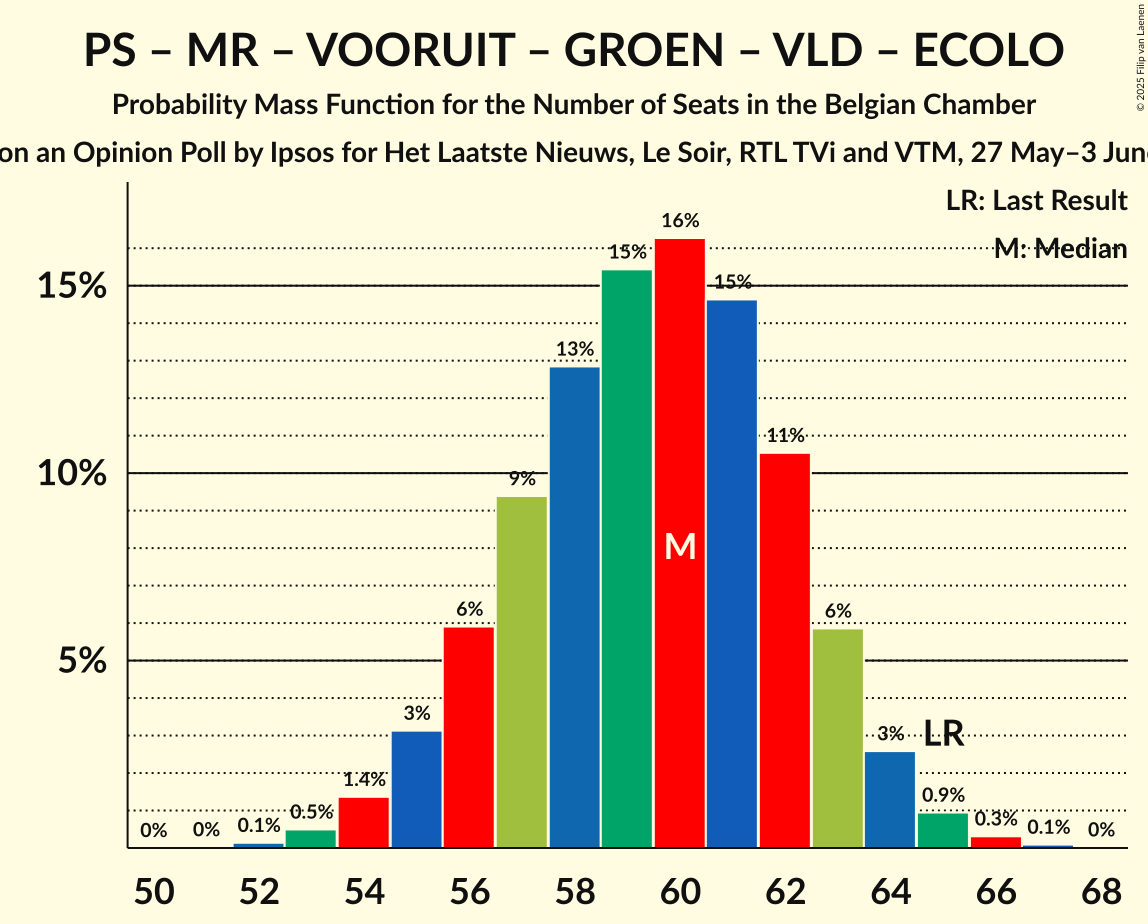 PS – MR – VOORUIT – GROEN – VLD – ECOLO
Probability Mass Function for the Number of Seats in the Belgian Chamber
on an Opinion Poll by Ipsos for Het Laatste Nieuws, Le Soir, RTL TVi and VTM, 27 May–3 June
© 2025 Filip van Laenen
LR: Last Result
M: Median
15%
10%
5%
0%
0%
0.1%
0.5%
1.4%
3%
6%
9%
13%
15%
16%
15%
11%
6%
3%
0.9%
0.3%
0.1%
0%
M
LR
50 52 54 56 58 60 62 64 66 68